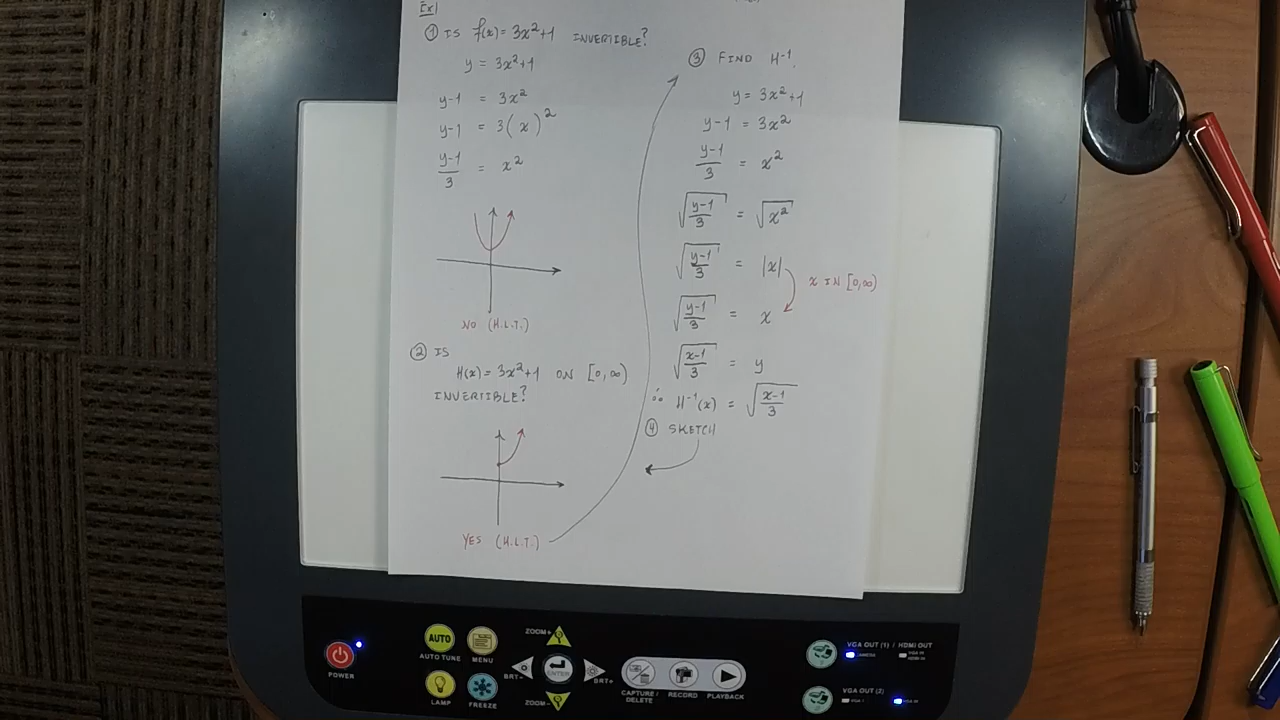 Ex1
① IS f(x) = 3x²+1 INVERTIBLE?
y = 3x²+1
y-1 = 3x²
y-1 = 3(x)²
y-1/3 = x²
NO (H.L.T.)
② IS
H(x) = 3x²+1 ON [0,∞)
INVERTIBLE?
YES (H.L.T.)
③ FIND H⁻¹.
y = 3x²+1
y-1 = 3x²
y-1/3 = x²
√(y-1/3) = √x²
√(y-1/3) = |x|
x IN [0,∞)
√(y-1/3) = x
√(x-1/3) = y
∴ H⁻¹(x) = √(x-1/3)
④ SKETCH
POWER
AUTO
AUTO TUNE
MENU
LAMP
FREEZE
ZOOM+
BRT-
ENTER
BRT+
ZOOM-
CAPTURE / DELETE
RECORD
PLAYBACK
VGA OUT (1) / HDMI OUT
CAMERA
VGA OUT (2)